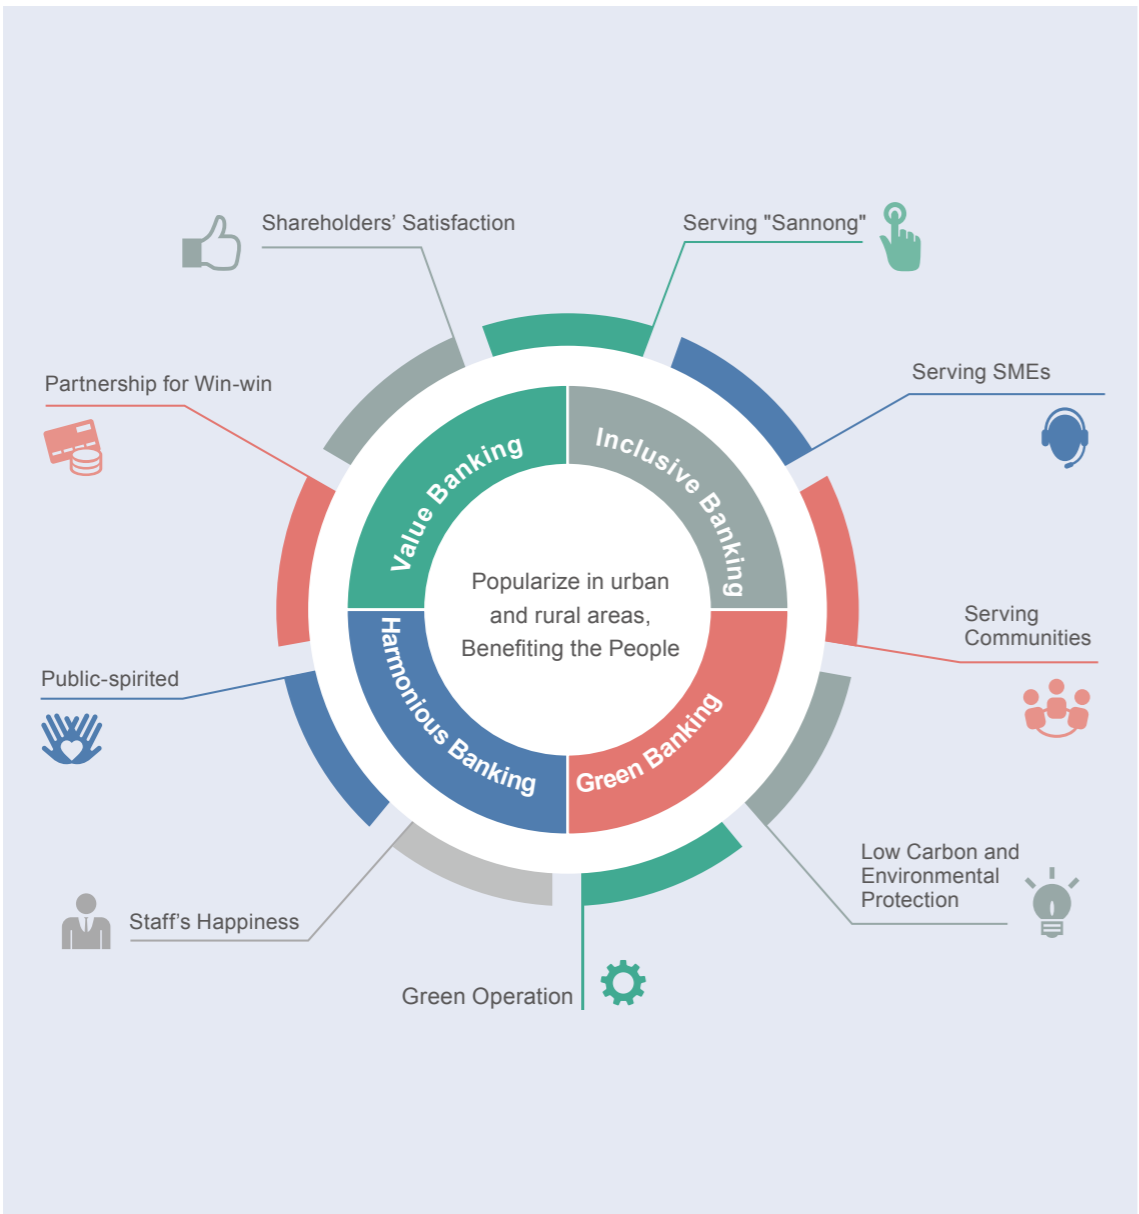 Shareholders’ Satisfaction
Serving "Sannong"
Partnership for Win-win
Serving SMEs
Value Banking
Inclusive Banking
Popularize in urban
and rural areas,
Benefiting the People
Serving
Communities
Public-spirited
Harmonious Banking
Green Banking
Low Carbon and
Environmental
Protection
Staff’s Happiness
Green Operation